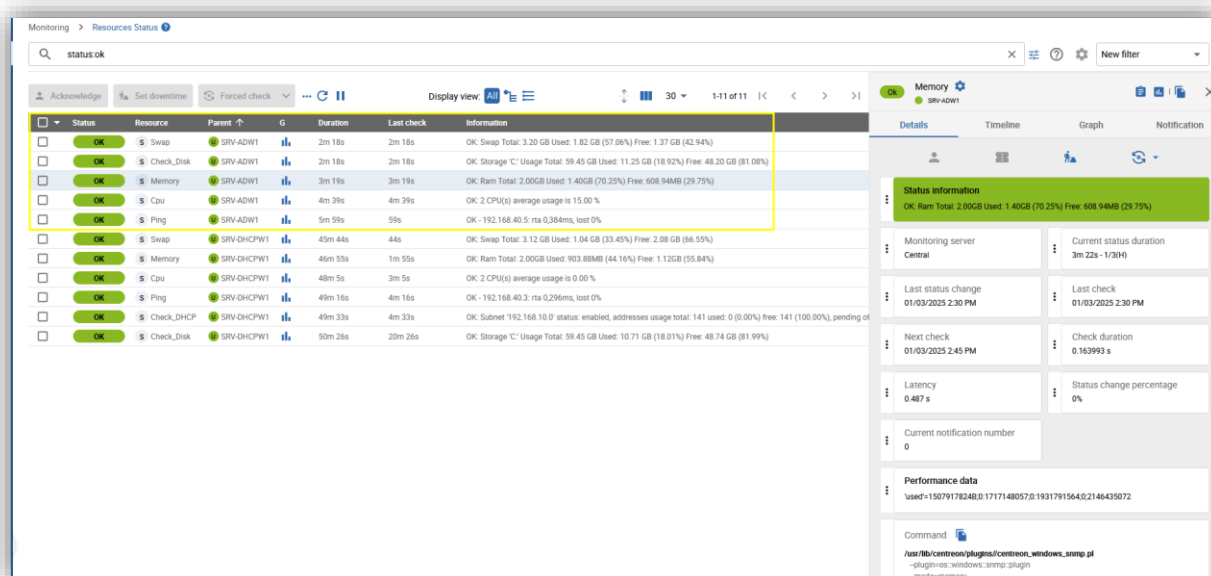 Monitoring > Resources Status
status:ok
New filter
Acknowledge Set downtime Forced check Display view: All 30 1-11 of 11
Status Resource Parent G Duration Last check Information
OK S Swap U SRV-ADW1 2m 18s 2m 18s OK: Swap Total: 3.20 GB Used: 1.82 GB (57.06%) Free: 1.37 GB (42.94%)
OK S Check_Disk U SRV-ADW1 2m 18s 2m 18s OK: Storage 'C:' Usage Total: 59.45 GB Used: 11.25 GB (18.92%) Free: 48.20 GB (81.08%)
OK S Memory U SRV-ADW1 3m 19s 3m 19s OK: Ram Total: 2.00GB Used: 1.40GB (70.25%) Free: 608.94MB (29.75%)
OK S Cpu U SRV-ADW1 4m 39s 4m 39s OK: 2 CPU(s) average usage is 15.00 %
OK S Ping U SRV-ADW1 5m 59s 59s OK - 192.168.40.5: rta 0,384ms, lost 0%
OK S Swap U SRV-DHCPW1 45m 44s 44s OK: Swap Total: 3.12 GB Used: 1.04 GB (33.45%) Free: 2.08 GB (66.55%)
OK S Memory U SRV-DHCPW1 46m 55s 1m 55s OK: Ram Total: 2.00GB Used: 903.88MB (44.16%) Free: 1.12GB (55.84%)
OK S Cpu U SRV-DHCPW1 48m 5s 3m 5s OK: 2 CPU(s) average usage is 0.00 %
OK S Ping U SRV-DHCPW1 49m 16s 4m 16s OK - 192.168.40.3: rta 0,296ms, lost 0%
OK S Check_DHCP U SRV-DHCPW1 49m 33s 4m 33s OK: Subnet '192.168.10.0' status: enabled, addresses usage total: 141 used: 0 (0.00%) free: 141 (100.00%), pending of
OK S Check_Disk U SRV-DHCPW1 50m 26s 20m 26s OK: Storage 'C:' Usage Total: 59.45 GB Used: 10.71 GB (18.01%) Free: 48.74 GB (81.99%)
Ok Memory
SRV-ADW1
Details Timeline Graph Notification
Status information
OK: Ram Total: 2.00GB Used: 1.40GB (70.25%) Free: 608.94MB (29.75%)
Monitoring server Current status duration
Central 3m 22s - 1/3(H)
Last status change Last check
01/03/2025 2:30 PM 01/03/2025 2:30 PM
Next check Check duration
01/03/2025 2:45 PM 0.163993 s
Latency Status change percentage
0.487 s 0%
Current notification number
0
Performance data
'used'=1507917824B;0:1717148057;0:1931791564;0;2146435072
Command
/usr/lib/centreon/plugins//centreon_windows_snmp.pl
--plugin=os::windows::snmp::plugin
--mode=memory